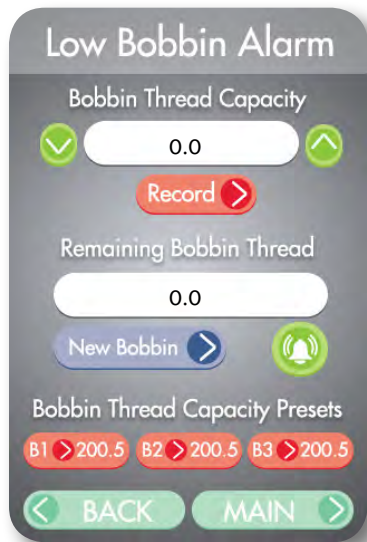 Low Bobbin Alarm
Bobbin Thread Capacity
0.0
Record
Remaining Bobbin Thread
0.0
New Bobbin
Bobbin Thread Capacity Presets
B1 200.5 B2 200.5 B3 200.5
BACK MAIN